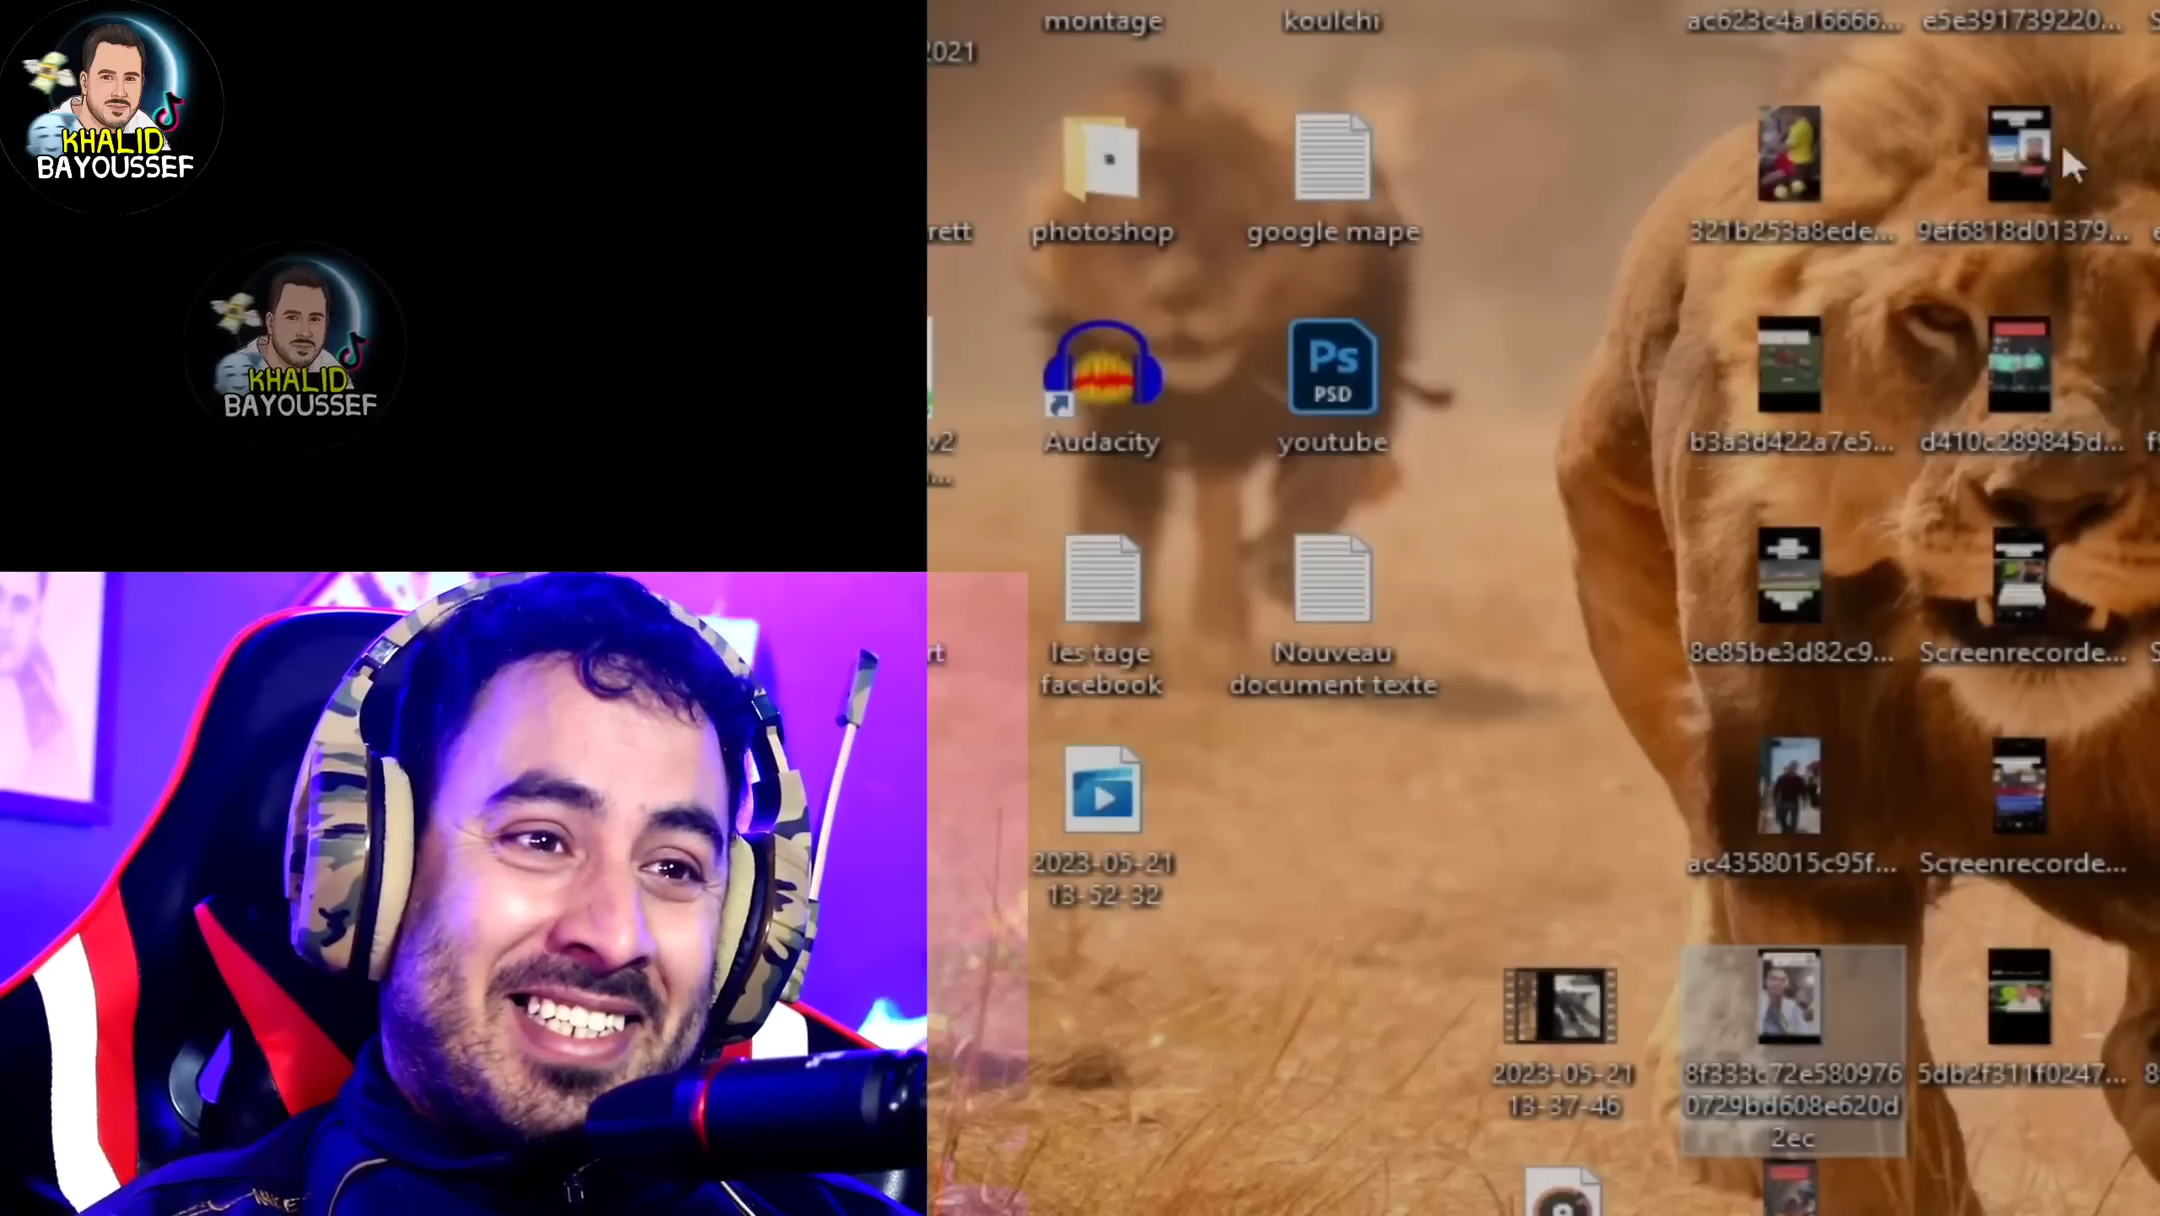 KHALID
BAYOUSSEF
KHALID
BAYOUSSEF
montage
koulchi
ac623c4a16666...
e5e391739220...
2021
photoshop
google mape
321b253a8ede...
9ef6818d01379...
rett
Ps
PSD
Audacity
youtube
b3a3d422a7e5...
d410c289845d...
v2
...
les tage
facebook
Nouveau
document texte
8e85be3d82c9...
Screenrecorde...
rt
2023-05-21
13-52-32
ac4358015c95f...
Screenrecorde...
2023-05-21
13-37-46
8f333c72e580976
0729bd608e620d
2ec
5db2f311f0247...